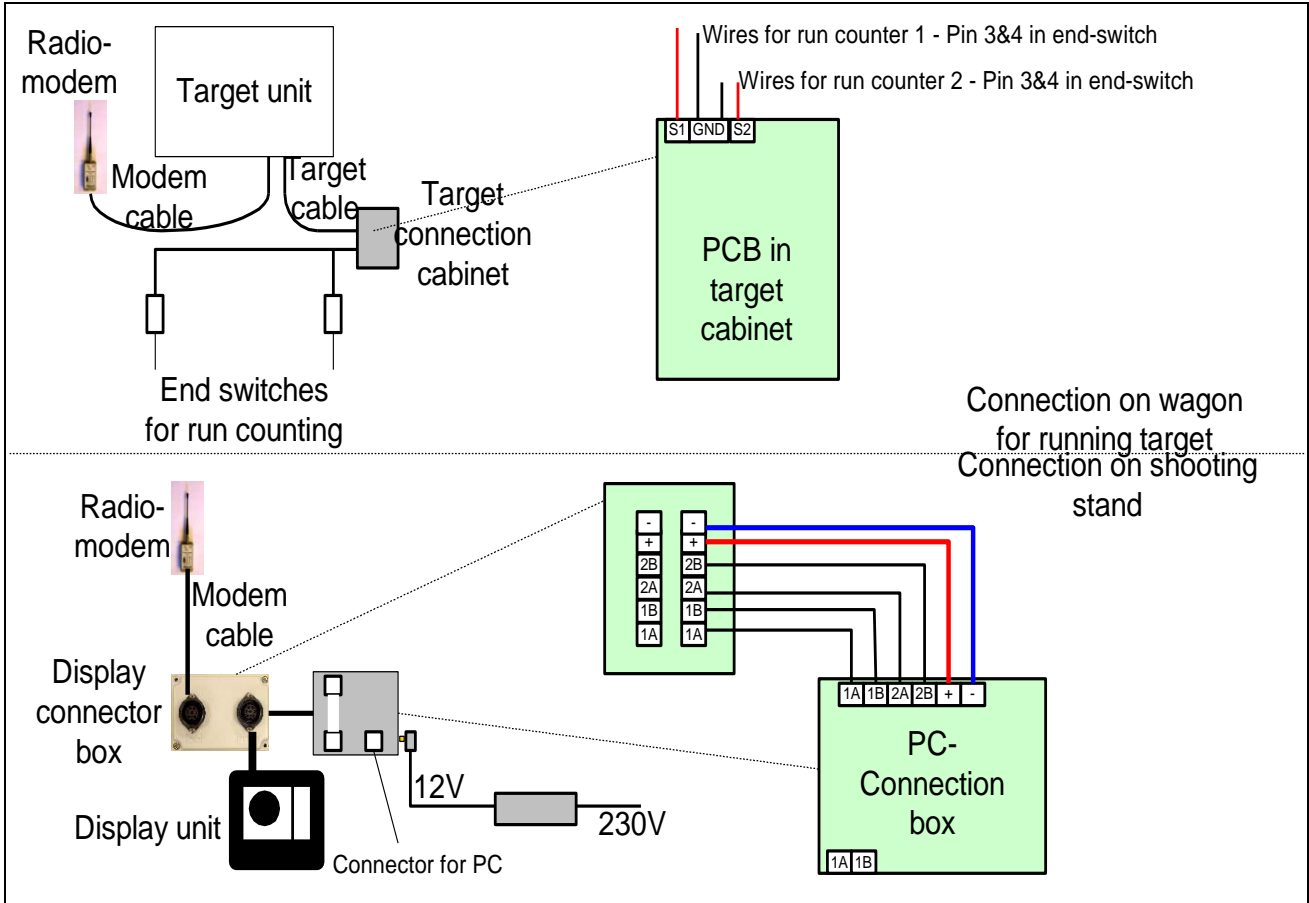 Radio-
modem
Target unit
Modem
cable
Target
cable
Target
connection
cabinet
End switches
for run counting
Wires for run counter 1 - Pin 3&4 in end-switch
Wires for run counter 2 - Pin 3&4 in end-switch
S1 GND S2
PCB in
target
cabinet
Connection on wagon
for running target
Connection on shooting
stand
Radio-
modem
Modem
cable
Display
connector
box
Display unit
12V
230V
Connector for PC
- -
+ +
2B 2B
2A 2A
1B 1B
1A 1A
1A 1B 2A 2B + -
PC-
Connection
box
1A 1B